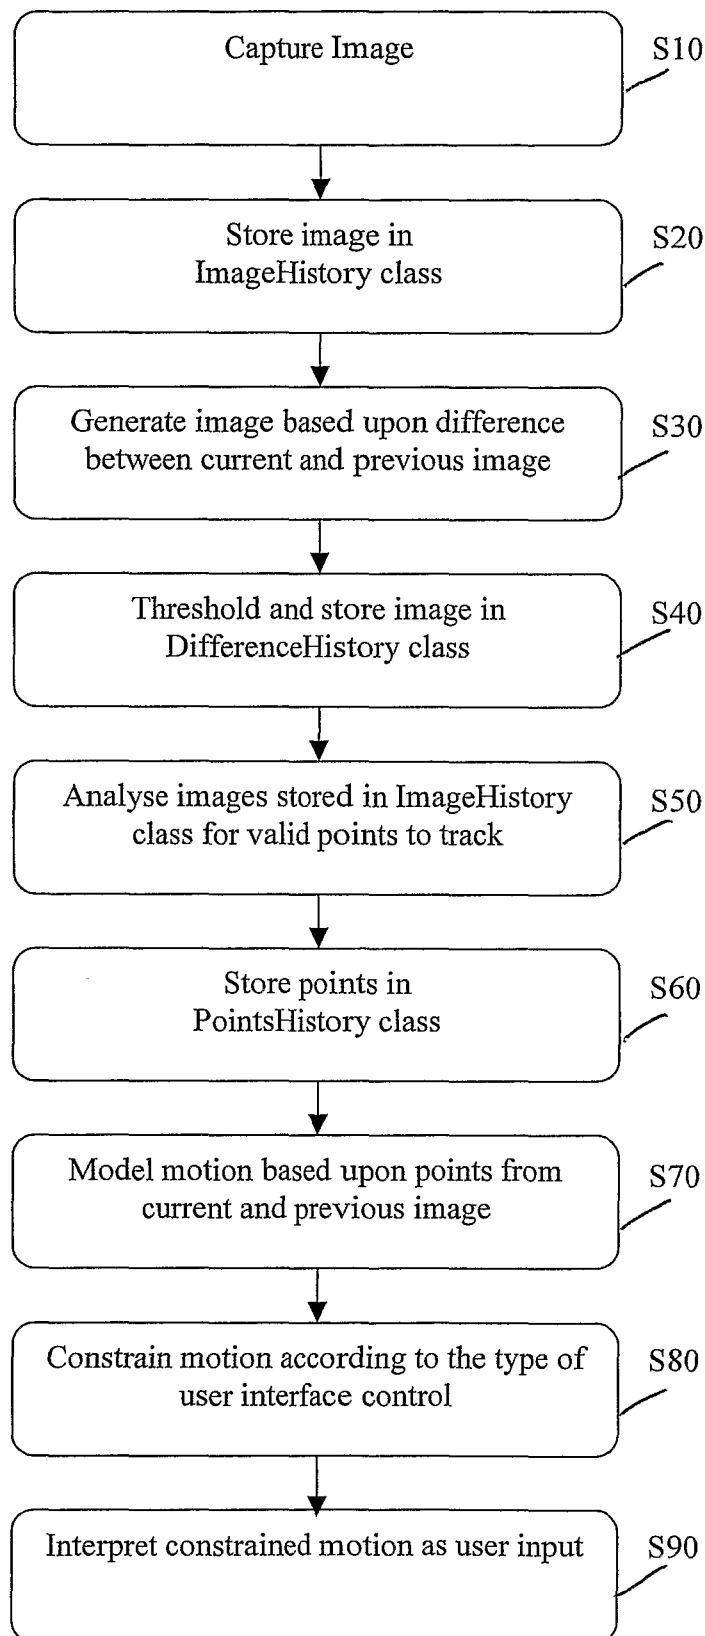 Capture Image
S10
Store image in
ImageHistory class
S20
Generate image based upon difference
between current and previous image
S30
Threshold and store image in
DifferenceHistory class
S40
Analyse images stored in ImageHistory
class for valid points to track
S50
Store points in
PointsHistory class
S60
Model motion based upon points from
current and previous image
S70
Constrain motion according to the type of
user interface control
S80
Interpret constrained motion as user input
S90